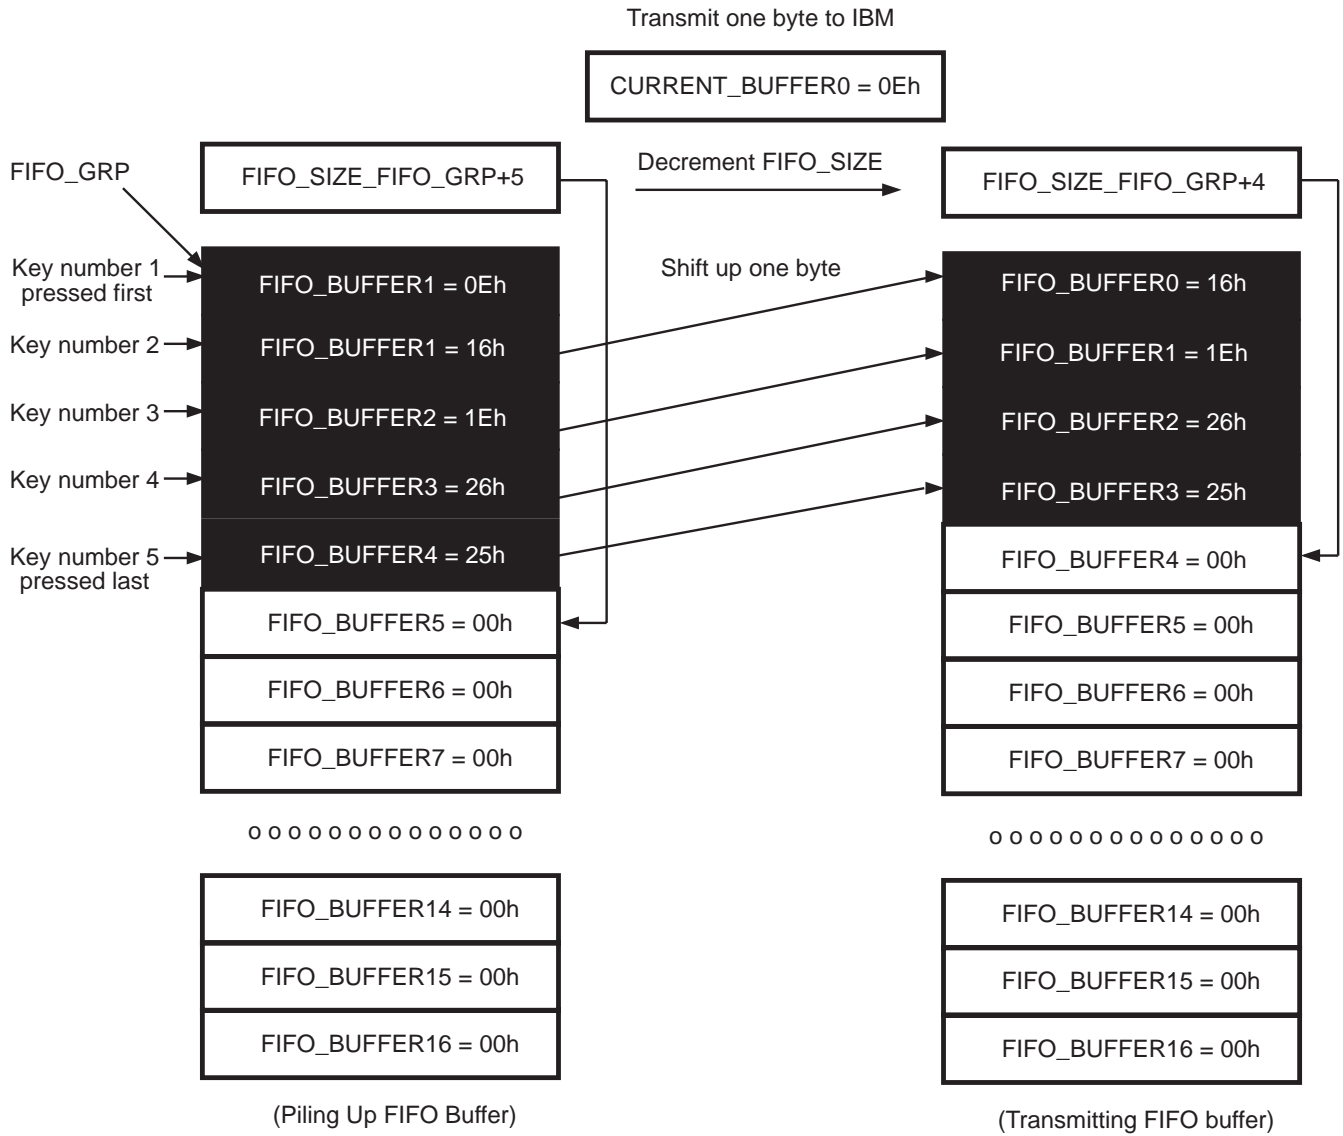 Transmit one byte to IBM
CURRENT_BUFFER0 = 0Eh
FIFO_GRP
FIFO_SIZE_FIFO_GRP+5
Decrement FIFO_SIZE
FIFO_SIZE_FIFO_GRP+4
Key number 1
pressed first
Key number 2
Key number 3
Key number 4
Key number 5
pressed last
FIFO_BUFFER1 = 0Eh
FIFO_BUFFER1 = 16h
FIFO_BUFFER2 = 1Eh
FIFO_BUFFER3 = 26h
FIFO_BUFFER4 = 25h
FIFO_BUFFER5 = 00h
FIFO_BUFFER6 = 00h
FIFO_BUFFER7 = 00h
o o o o o o o o o o o o o o
FIFO_BUFFER14 = 00h
FIFO_BUFFER15 = 00h
FIFO_BUFFER16 = 00h
(Piling Up FIFO Buffer)
Shift up one byte
FIFO_BUFFER0 = 16h
FIFO_BUFFER1 = 1Eh
FIFO_BUFFER2 = 26h
FIFO_BUFFER3 = 25h
FIFO_BUFFER4 = 00h
FIFO_BUFFER5 = 00h
FIFO_BUFFER6 = 00h
FIFO_BUFFER7 = 00h
o o o o o o o o o o o o o o
FIFO_BUFFER14 = 00h
FIFO_BUFFER15 = 00h
FIFO_BUFFER16 = 00h
(Transmitting FIFO buffer)